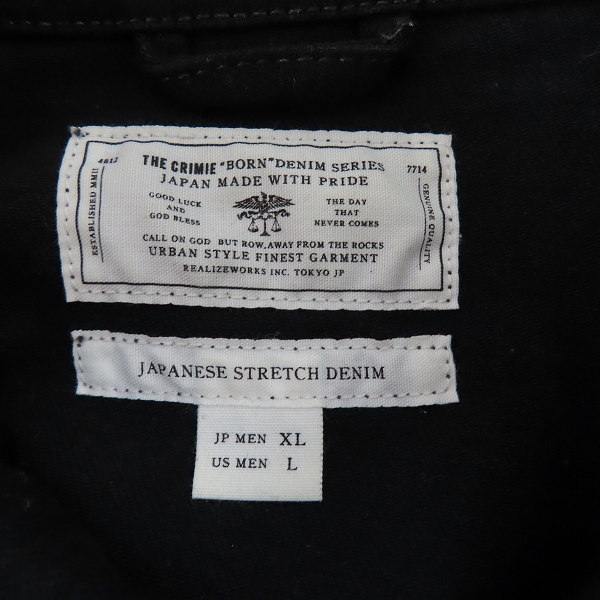 4812
THE CRIMIE "BORN" DENIM SERIES
7714
JAPAN MADE WITH PRIDE
ESTABLISHED MMII
GOOD LUCK
AND
GOD BLESS
THE DAY
THAT
NEVER COMES
GENUINE QUALITY
CALL ON GOD BUT ROW, AWAY FROM THE ROCKS
URBAN STYLE FINEST GARMENT
REALIZEWORKS INC. TOKYO JP
JAPANESE STRETCH DENIM
JP MEN XL
US MEN L